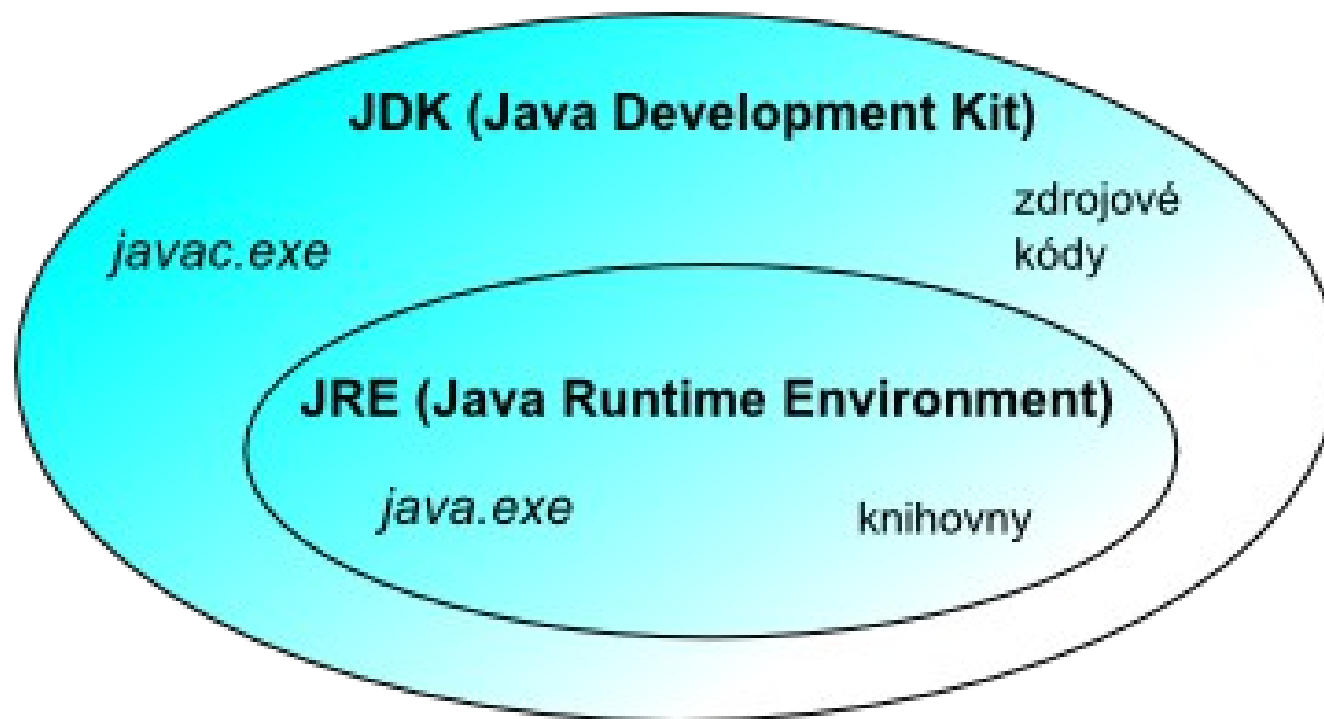 JDK (Java Development Kit)
zdrojové
kódy
javac.exe
JRE (Java Runtime Environment)
java.exe
knihovny